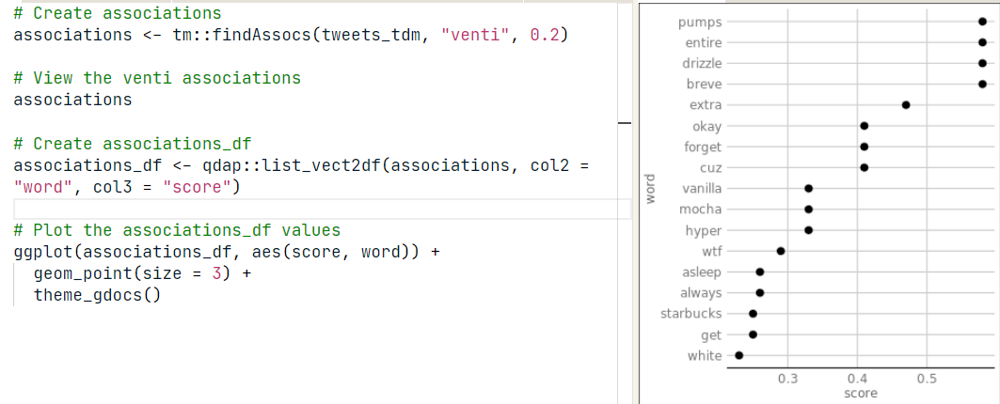 # Create associations
associations <- tm::findAssocs(tweets_tdm, "venti", 0.2)
# View the venti associations
associations
# Create associations_df
associations_df <- qdap::list_vect2df(associations, col2 =
"word", col3 = "score")
# Plot the associations_df values
ggplot(associations_df, aes(score, word)) +
geom_point(size = 3) +
theme_gdocs()
pumps
entire
drizzle
breve
extra
okay
forget
cuz
vanilla
mocha
hyper
wtf
asleep
always
starbucks
get
white
word
0.3 0.4 0.5
score